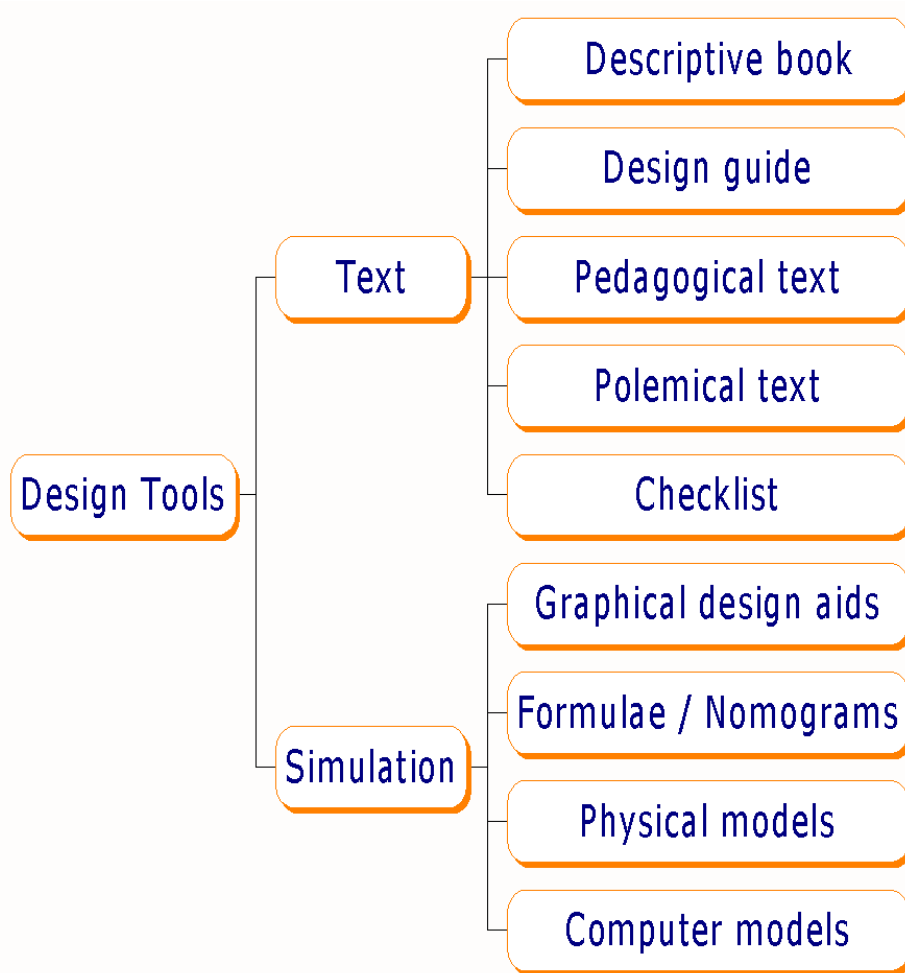 Design Tools
Text
Descriptive book
Design guide
Pedagogical text
Polemical text
Checklist
Simulation
Graphical design aids
Formulae / Nomograms
Physical models
Computer models